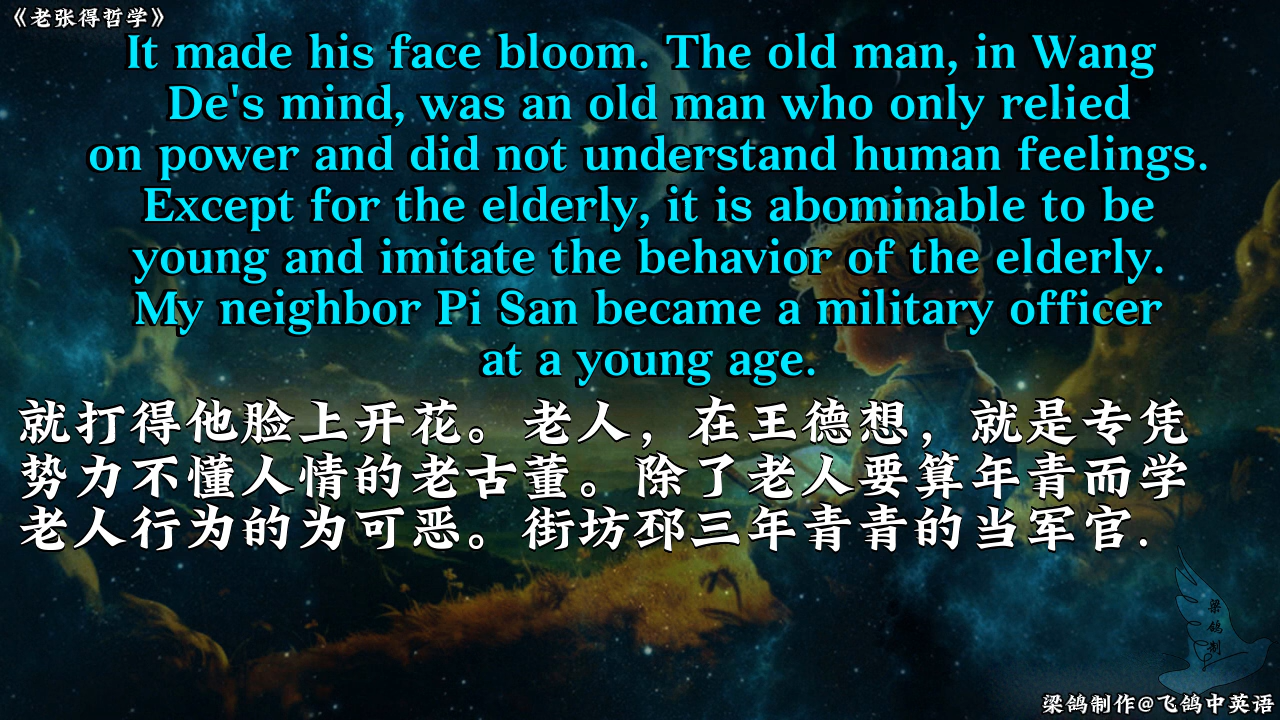 《老张得哲学》
It made his face bloom. The old man, in Wang
De's mind, was an old man who only relied
on power and did not understand human feelings.
Except for the elderly, it is abominable to be
young and imitate the behavior of the elderly.
My neighbor Pi San became a military officer
at a young age.
就打得他脸上开花。老人，在王德想，就是专凭
势力不懂人情的老古董。除了老人要算年青而学
老人行为的为可恶。街坊邳三年青青的当军官.
梁鸽制
梁鸽制作@飞鸽中英语